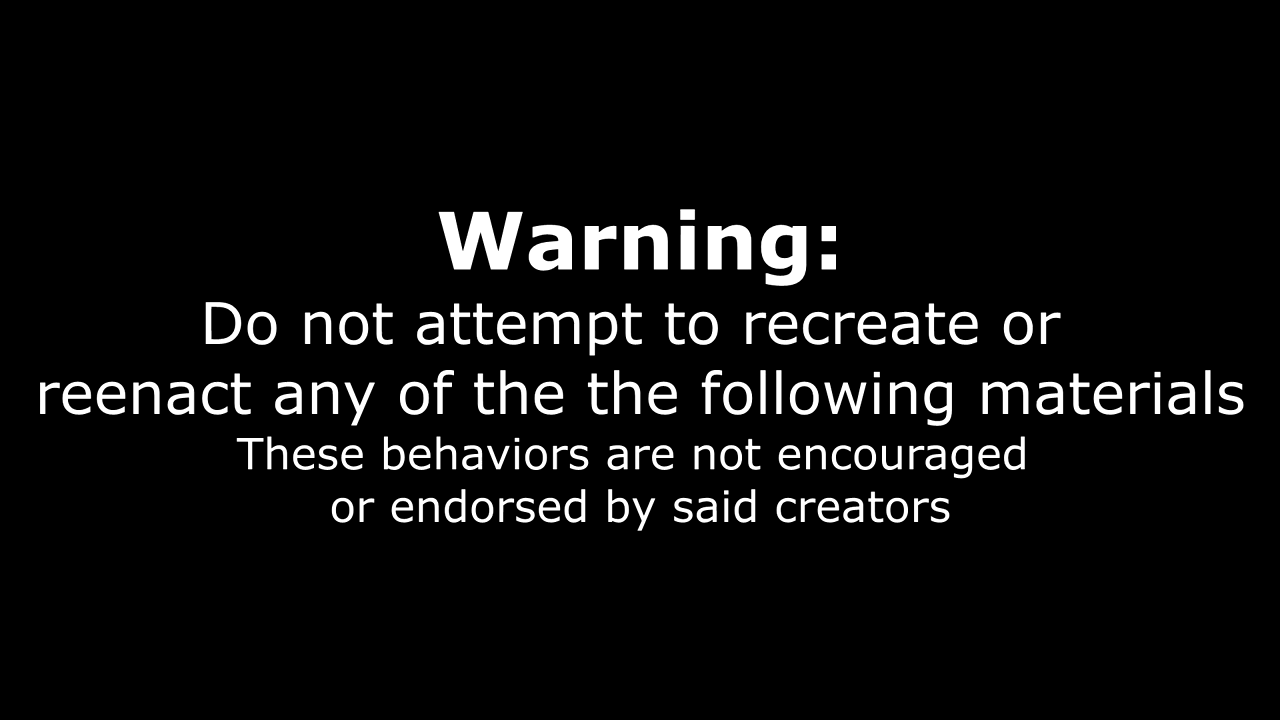 Warning:
Do not attempt to recreate or
reenact any of the the following materials
These behaviors are not encouraged
or endorsed by said creators